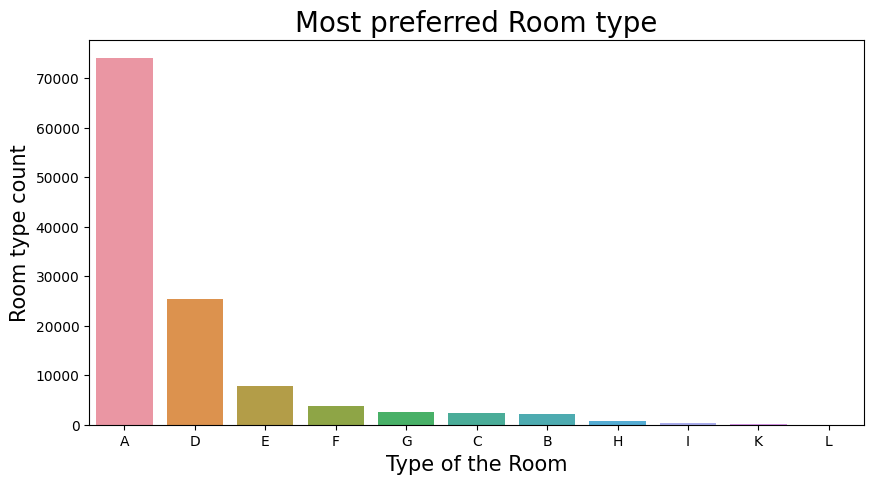 Most preferred Room type
Room type count
70000
60000
50000
40000
30000
20000
10000
0
A D E F G C B H I K L
Type of the Room